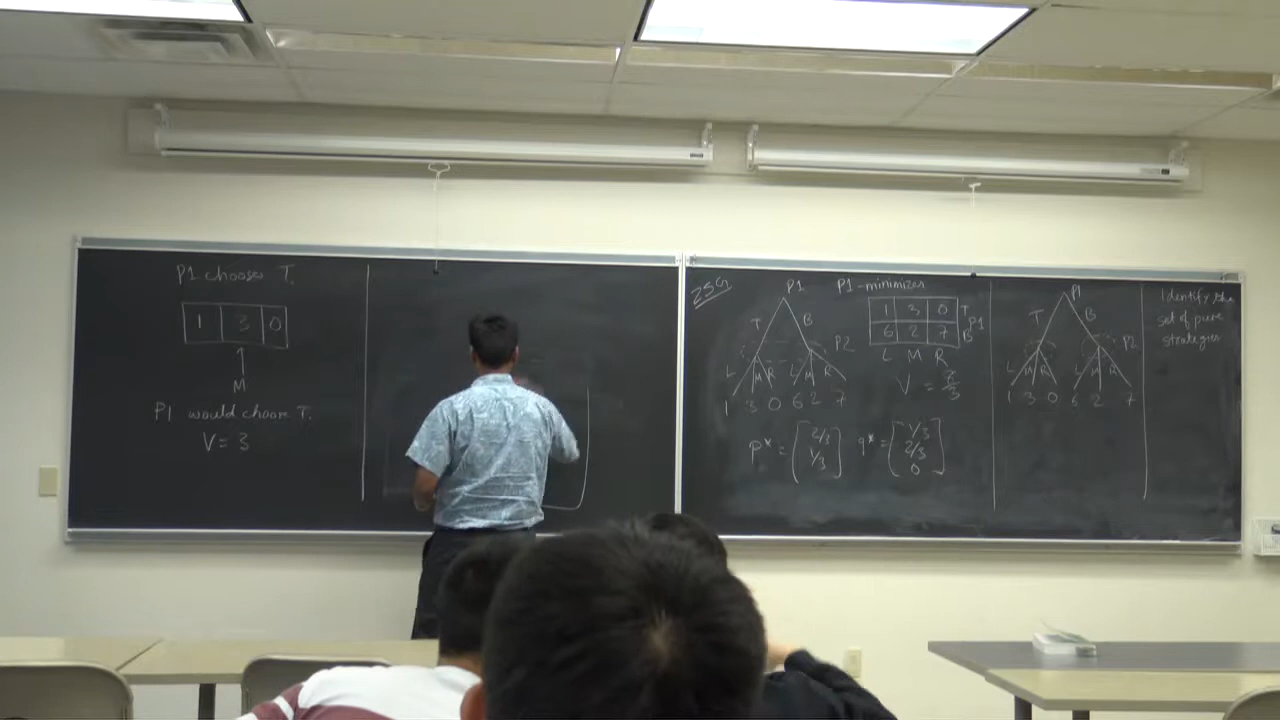 P1 chooses T.
1 3 0
M
P1 would choose T.
V = 3
ZSG
P1
P1-minimizer
T B
P2
L M R L M R
1 3 0 6 2 7
1 3 0 T
6 2 7 B
P1
L M R
V = 7/3
p* = [2/3 1/3]
q* = [1/3 2/3 0]
P1
T B
P2
L M R L M R
1 3 0 6 2 7
Identify the
set of pure
strategies